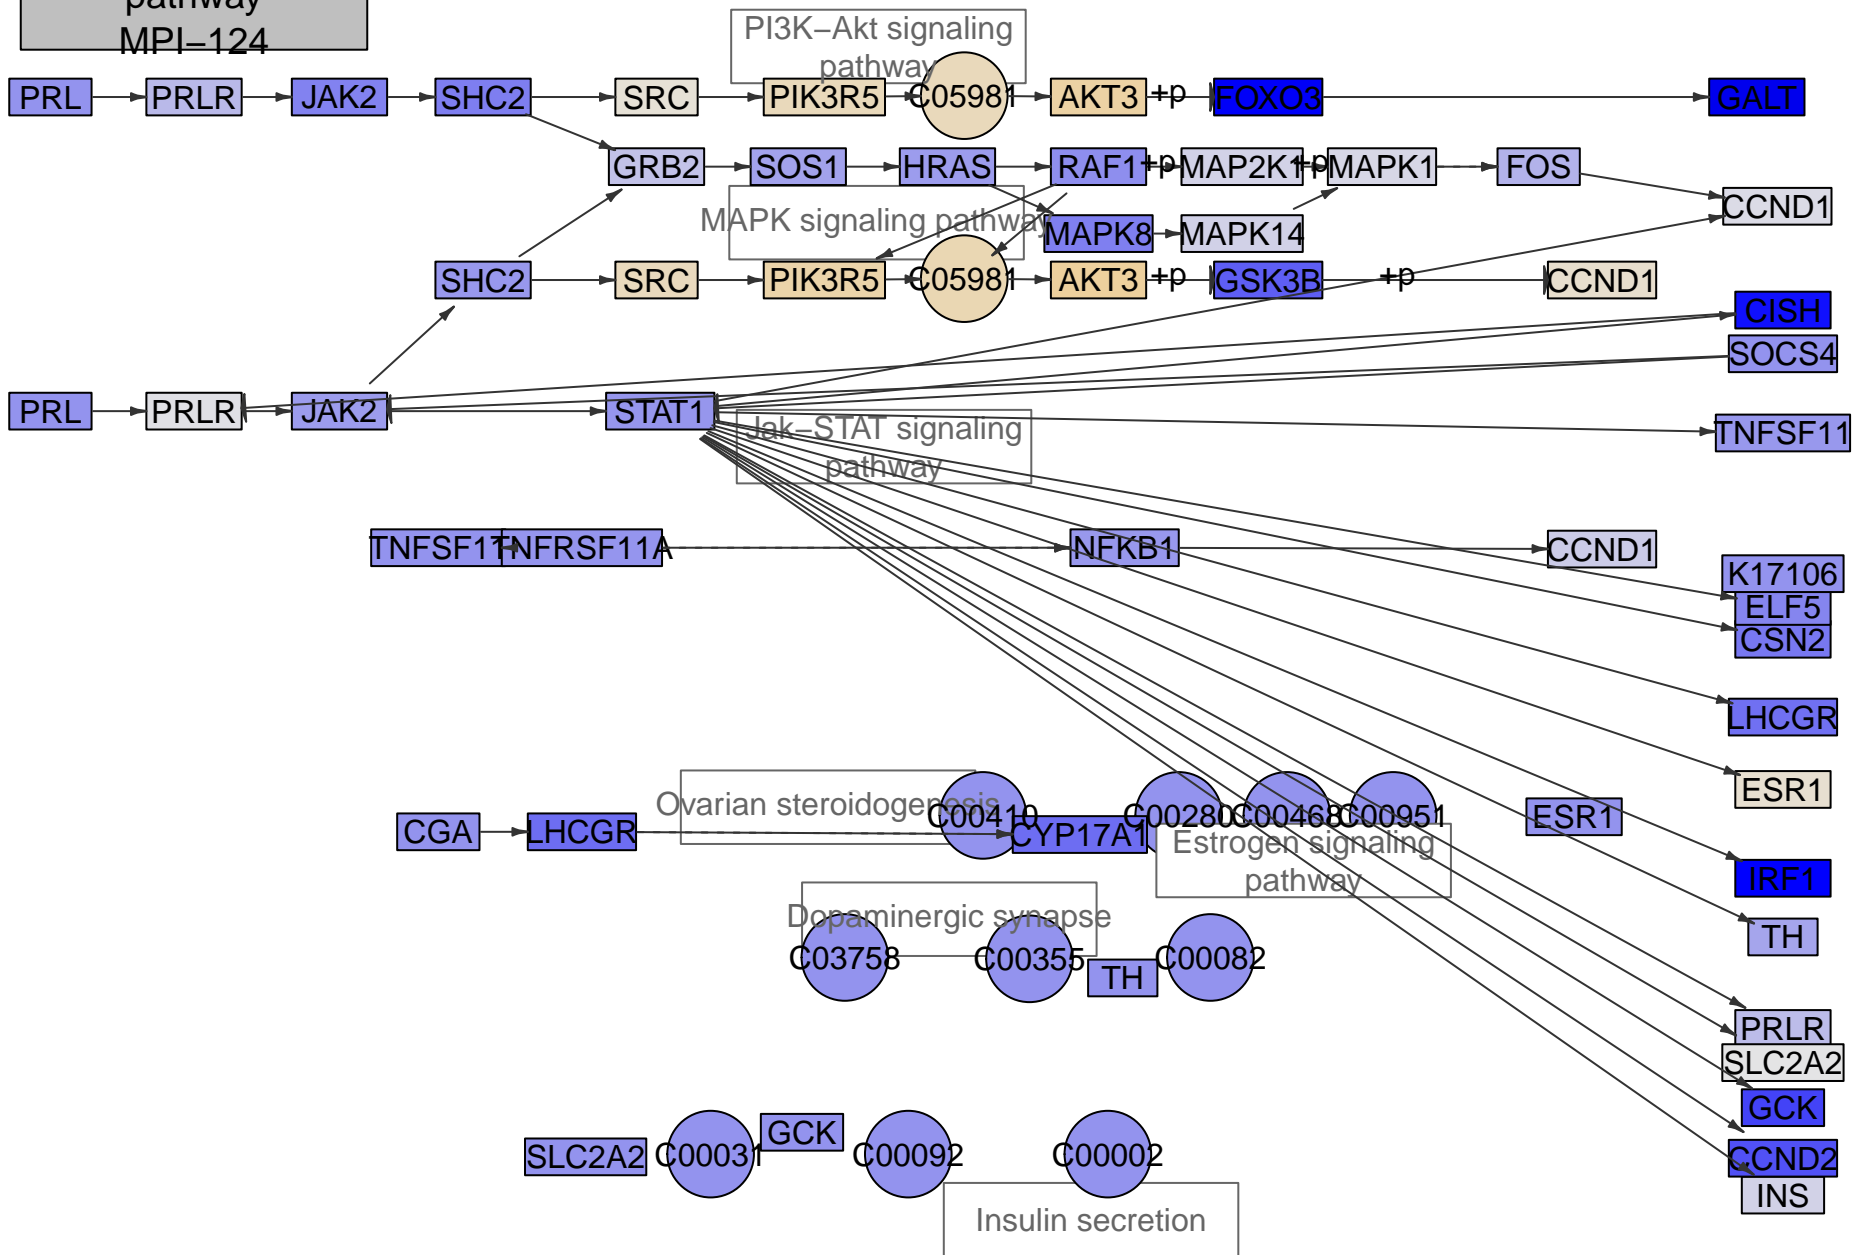 pathway
MPI−124
PI3K−Akt signaling
pathway
PRL
PRLR
JAK2
SHC2
SRC
PIK3R5
C05981
AKT3
+p
FOXO3
GALT
GRB2
SOS1
HRAS
RAF1
+p
MAP2K1
+p
MAPK1
FOS
CCND1
MAPK signaling pathway
MAPK8
MAPK14
SHC2
SRC
PIK3R5
C05981
AKT3
+p
GSK3B
+p
CCND1
CISH
SOCS4
PRL
PRLR
JAK2
STAT1
Jak−STAT signaling
pathway
TNFSF11
TNFSF11
TNFRSF11A
NFKB1
CCND1
K17106
ELF5
CSN2
LHCGR
ESR1
Ovarian steroidogenesis
C00410
C00280
C00468
C00951
ESR1
CGA
LHCGR
CYP17A1
Estrogen signaling
pathway
IRF1
Dopaminergic synapse
TH
C03758
C00355
TH
C00082
PRLR
SLC2A2
GCK
SLC2A2
C00031
GCK
C00092
C00002
CCND2
INS
Insulin secretion